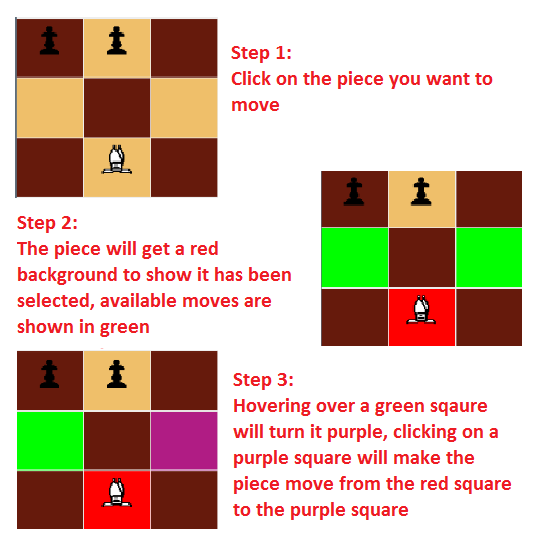 Step 1:
Click on the piece you want to
move
Step 2:
The piece will get a red
background to show it has been
selected, available moves are
shown in green
Step 3:
Hovering over a green sqaure
will turn it purple, clicking on a
purple square will make the
piece move from the red square
to the purple square